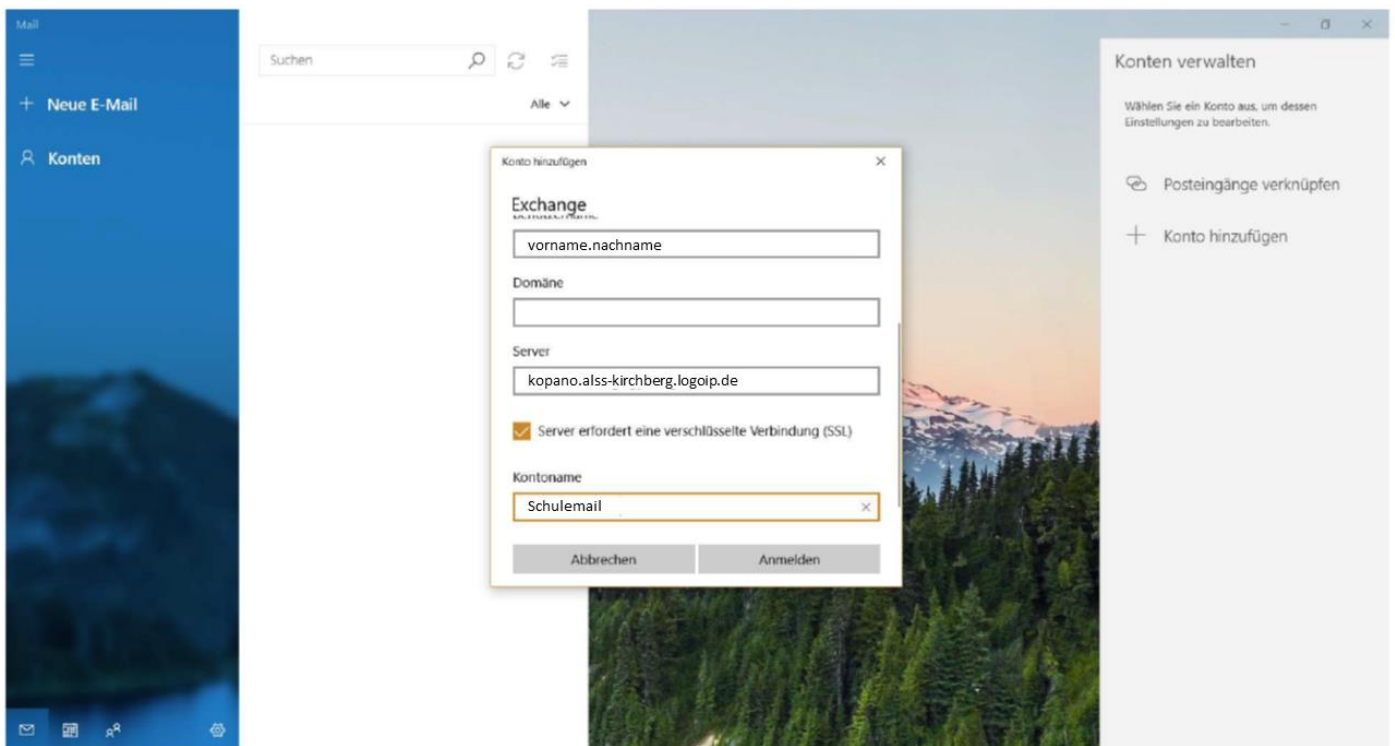 Mail
Suchen
Neue E-Mail
Alle
Konten
Konto hinzufügen
Exchange
Benutzername
vorname.nachname
Domäne
Server
kopano.alss-kirchberg.logoip.de
Server erfordert eine verschlüsselte Verbindung (SSL)
Kontoname
Schulemail
Abbrechen
Anmelden
Konten verwalten
Wählen Sie ein Konto aus, um dessen
Einstellungen zu bearbeiten.
Posteingänge verknüpfen
Konto hinzufügen